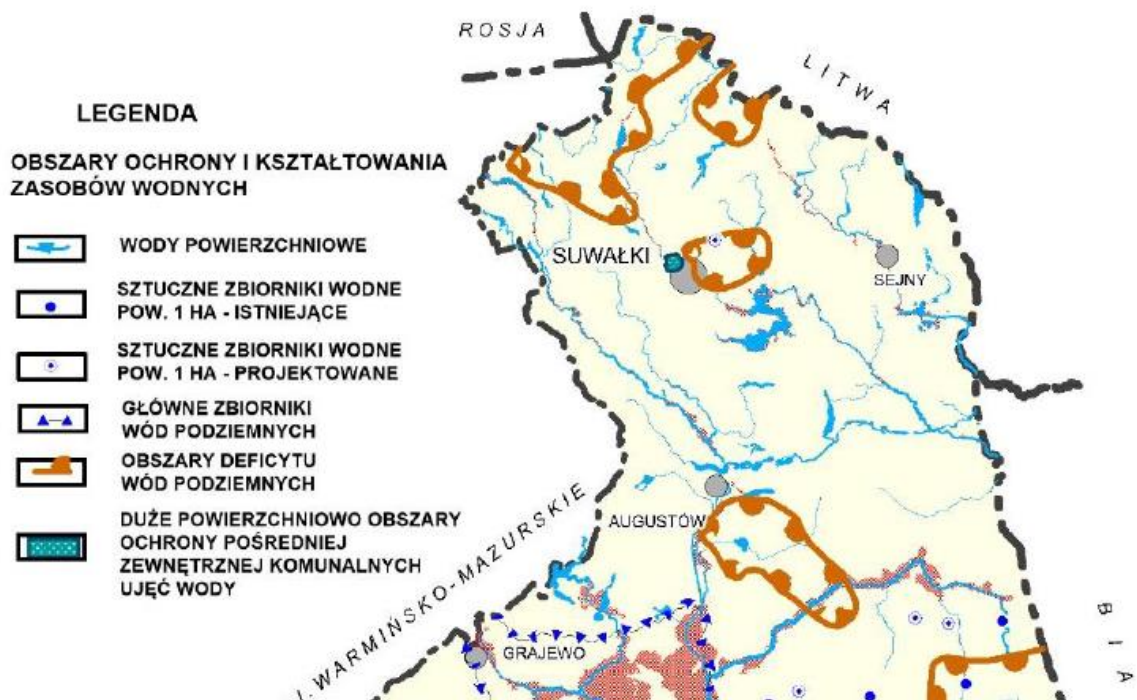 ROSJA
LITWA
LEGENDA
OBSZARY OCHRONY I KSZTAŁTOWANIA
ZASOBÓW WODNYCH
WODY POWIERZCHNIOWE
SZTUCZNE ZBIORNIKI WODNE
POW. 1 HA - ISTNIEJĄCE
SZTUCZNE ZBIORNIKI WODNE
POW. 1 HA - PROJEKTOWANE
GŁÓWNE ZBIORNIKI
WÓD PODZIEMNYCH
OBSZARY DEFICYTU
WÓD PODZIEMNYCH
DUŻE POWIERZCHNIOWO OBSZARY
OCHRONY POŚREDNIEJ
ZEWNĘTRZNEJ KOMUNALNYCH
UJĘĆ WODY
SUWAŁKI
SEJNY
AUGUSTÓW
GRAJEWO
J. WARMIŃSKO-MAZURSKIE
BIA